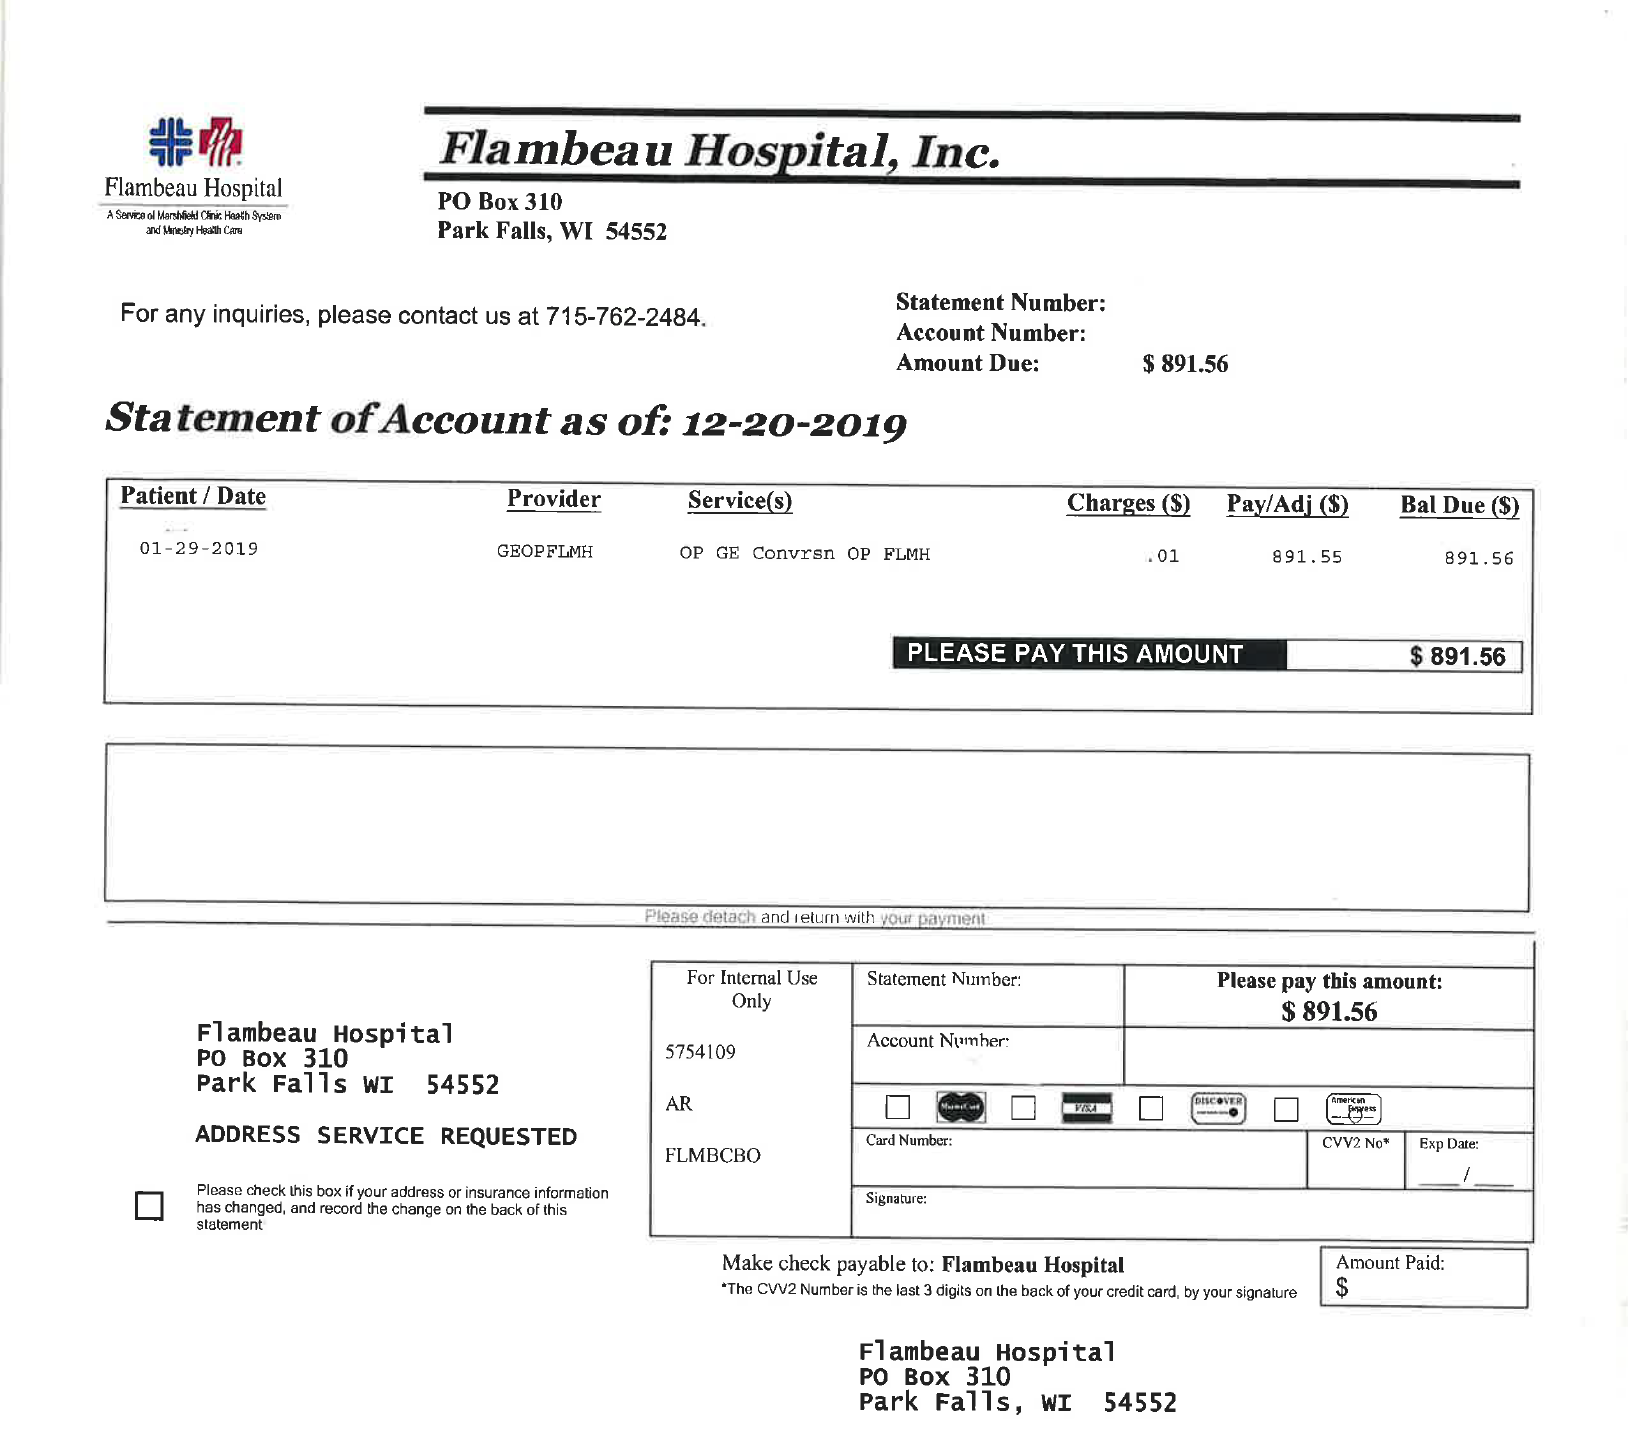 Flambeau Hospital
A Service of Marshfield Clinic Health System
and Ministry Health Care
Flambeau Hospital, Inc.
PO Box 310
Park Falls, WI 54552
For any inquiries, please contact us at 715-762-2484.
Statement Number:
Account Number:
Amount Due: $ 891.56
Statement of Account as of: 12-20-2019
Patient / Date Provider Service(s) Charges ($) Pay/Adj ($) Bal Due ($)
01-29-2019 GEOPFLMH OP GE Convrsn OP FLMH .01 891.55 891.56
PLEASE PAY THIS AMOUNT $ 891.56
Please detach and return with your payment
For Internal Use
Only
5754109
AR
FLMBCBO
Statement Number:
Please pay this amount:
$ 891.56
Account Number:
MasterCard VISA DISCOVER American Express
Card Number:
CVV2 No*
Exp Date:
/
Signature:
Flambeau Hospital
PO Box 310
Park Falls WI 54552
ADDRESS SERVICE REQUESTED
Please check this box if your address or insurance information
has changed, and record the change on the back of this
statement
Make check payable to: Flambeau Hospital
*The CVV2 Number is the last 3 digits on the back of your credit card, by your signature
Amount Paid:
$
Flambeau Hospital
PO Box 310
Park Falls, WI 54552